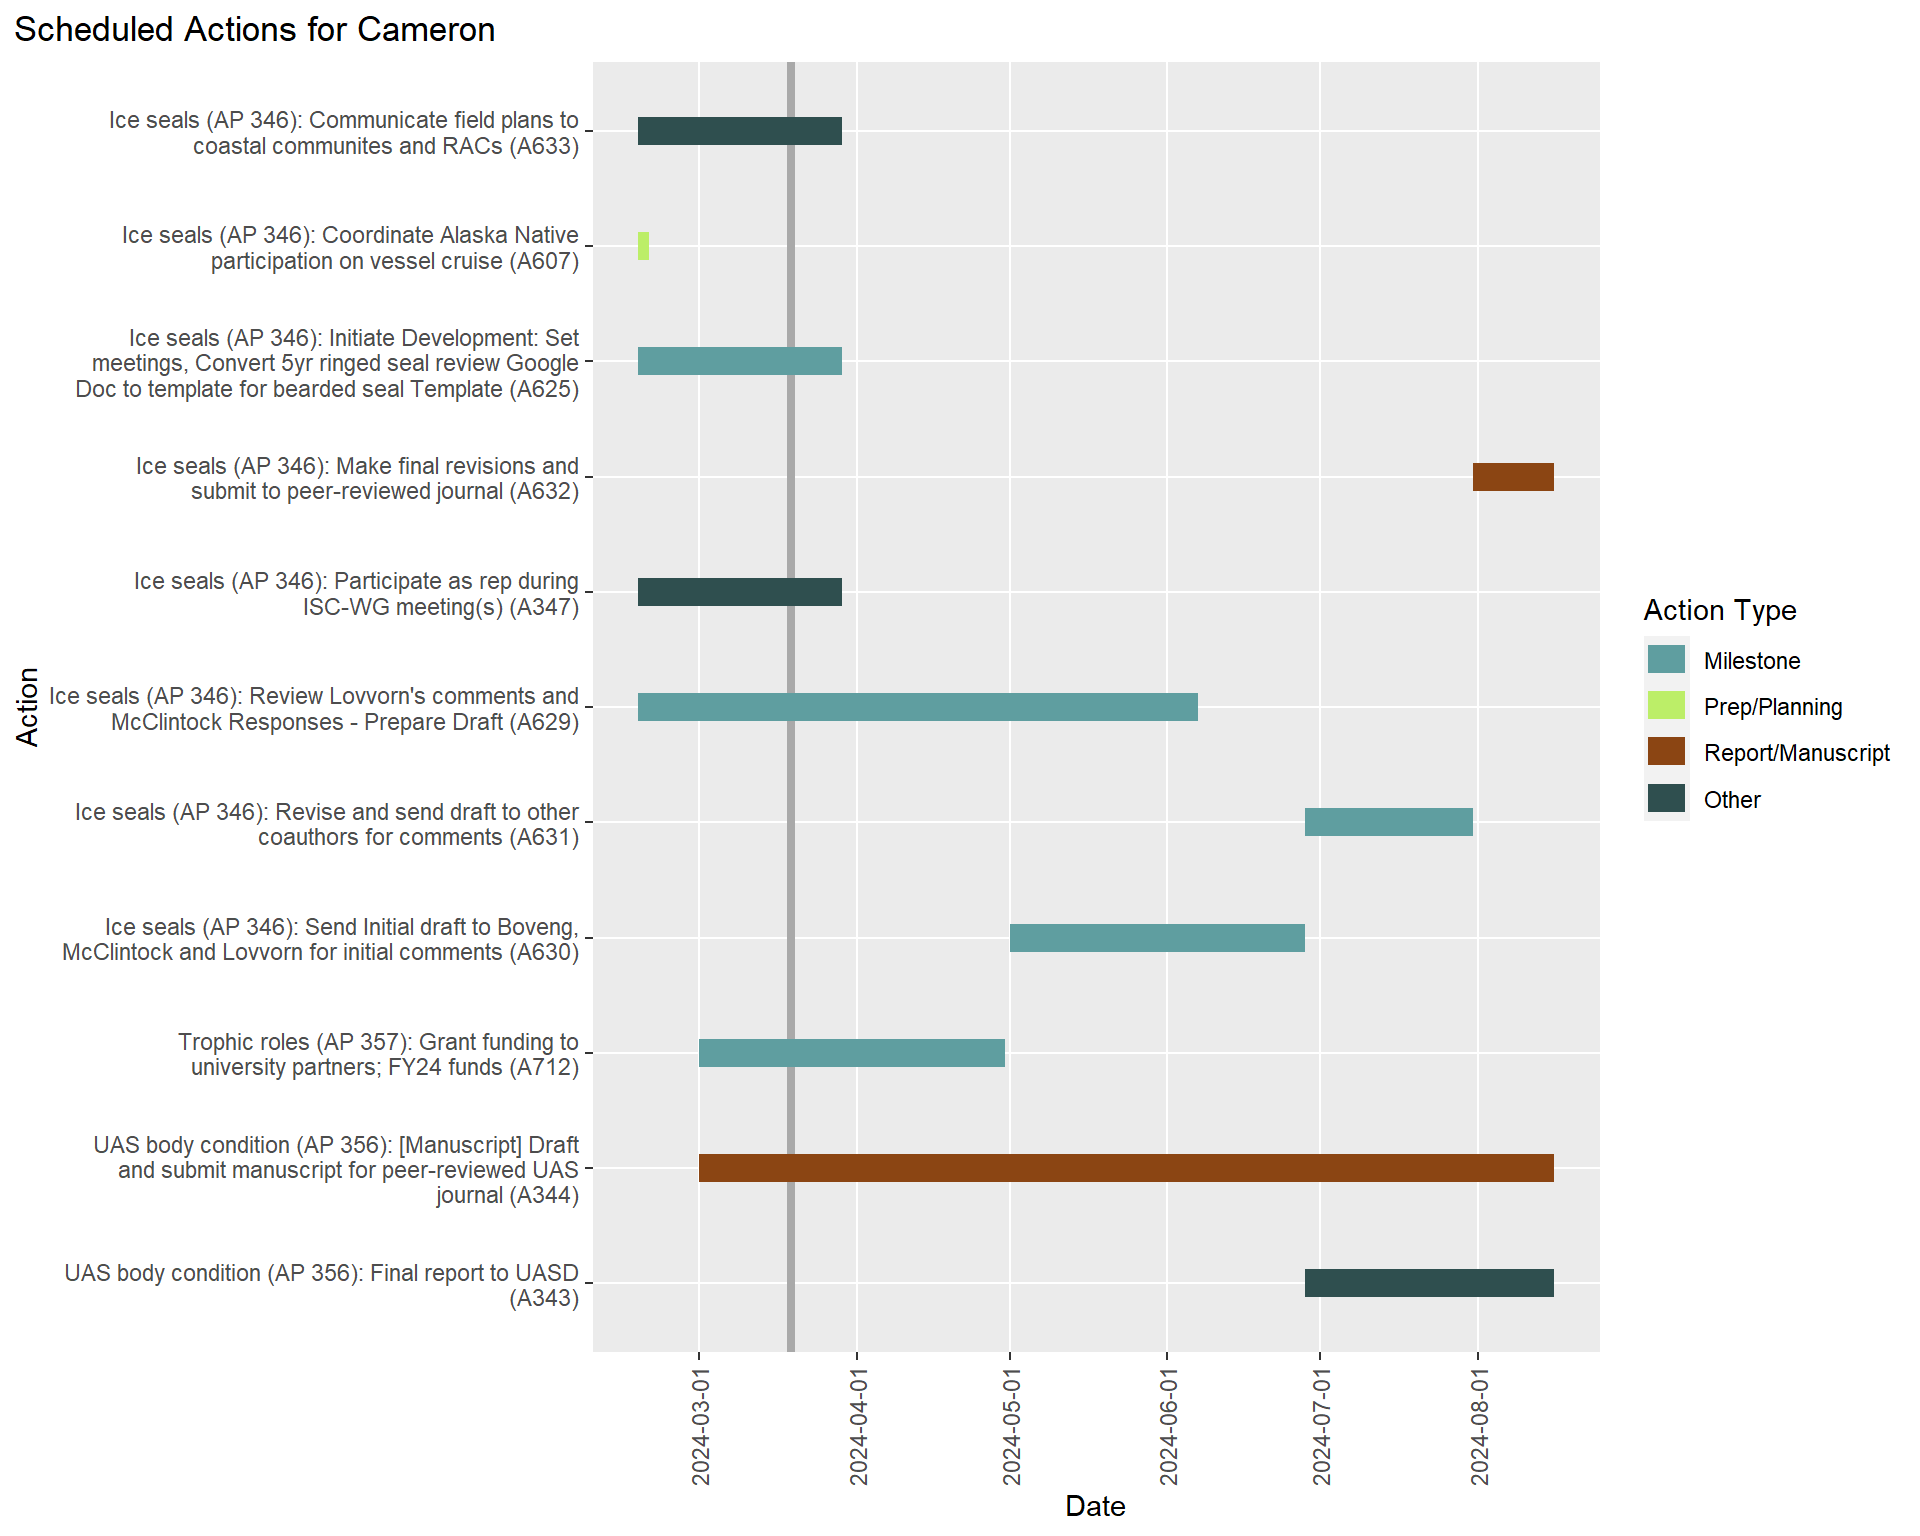 Scheduled Actions for Cameron
Ice seals (AP 346): Communicate field plans to
coastal communites and RACs (A633)
Ice seals (AP 346): Coordinate Alaska Native
participation on vessel cruise (A607)
Ice seals (AP 346): Initiate Development: Set
meetings, Convert 5yr ringed seal review Google
Doc to template for bearded seal Template (A625)
Ice seals (AP 346): Make final revisions and
submit to peer-reviewed journal (A632)
Ice seals (AP 346): Participate as rep during
ISC-WG meeting(s) (A347)
Ice seals (AP 346): Review Lovvorn's comments and
McClintock Responses - Prepare Draft (A629)
Ice seals (AP 346): Revise and send draft to other
coauthors for comments (A631)
Ice seals (AP 346): Send Initial draft to Boveng,
McClintock and Lovvorn for initial comments (A630)
Trophic roles (AP 357): Grant funding to
university partners; FY24 funds (A712)
UAS body condition (AP 356): [Manuscript] Draft
and submit manuscript for peer-reviewed UAS
journal (A344)
UAS body condition (AP 356): Final report to UASD
(A343)
Action
2024-03-01
2024-04-01
2024-05-01
2024-06-01
2024-07-01
2024-08-01
Date
Action Type
Milestone
Prep/Planning
Report/Manuscript
Other